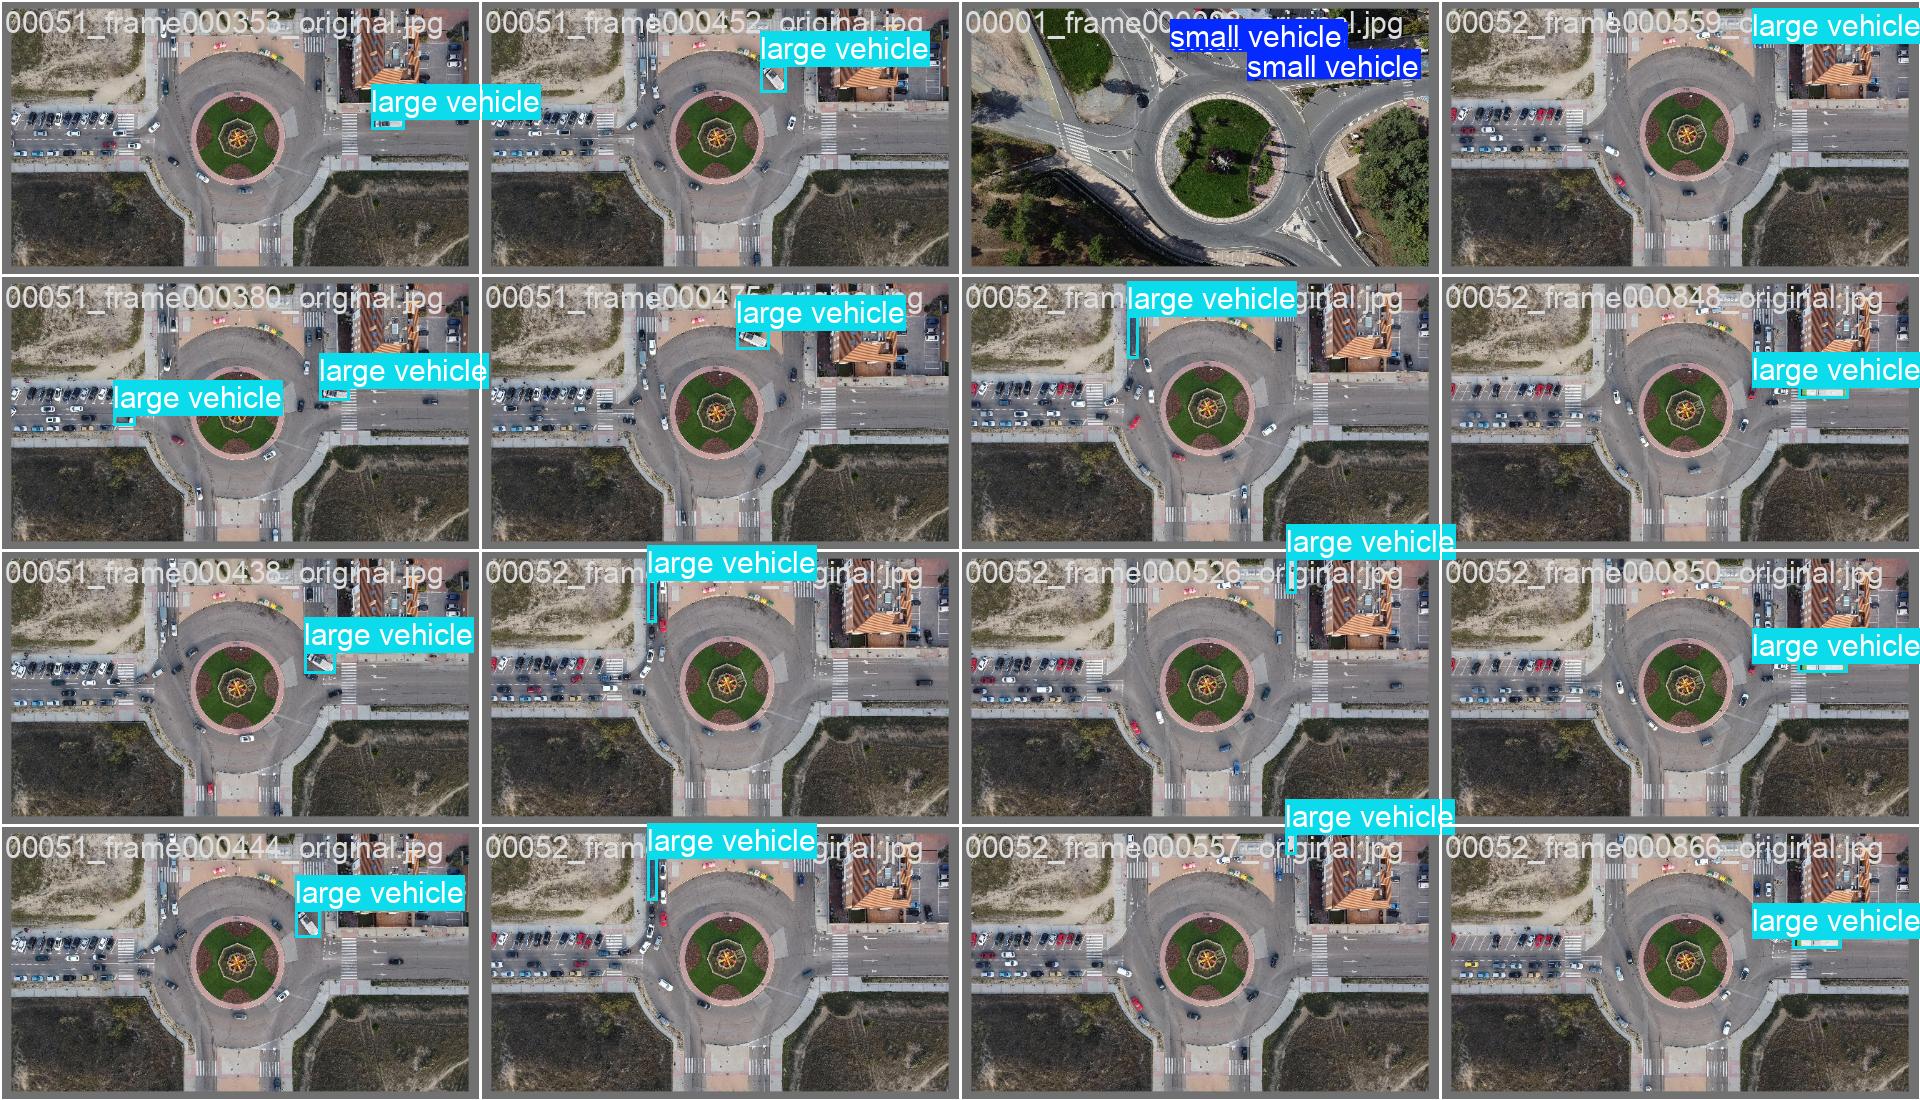 00051_frame000353_original.jpg
large vehicle
00051_frame000452_original.jpg
large vehicle
small vehicle
small vehicle
large vehicle
00051_frame000380_original.jpg
large vehicle
large vehicle
large vehicle
large vehicle
00052_frame000848_original.jpg
large vehicle
00051_frame000438_original.jpg
large vehicle
large vehicle
00052_frame000526_original.jpg
large vehicle
00052_frame000850_original.jpg
large vehicle
00051_frame000444_original.jpg
large vehicle
large vehicle
00052_frame000557_original.jpg
large vehicle
00052_frame000866_original.jpg
large vehicle